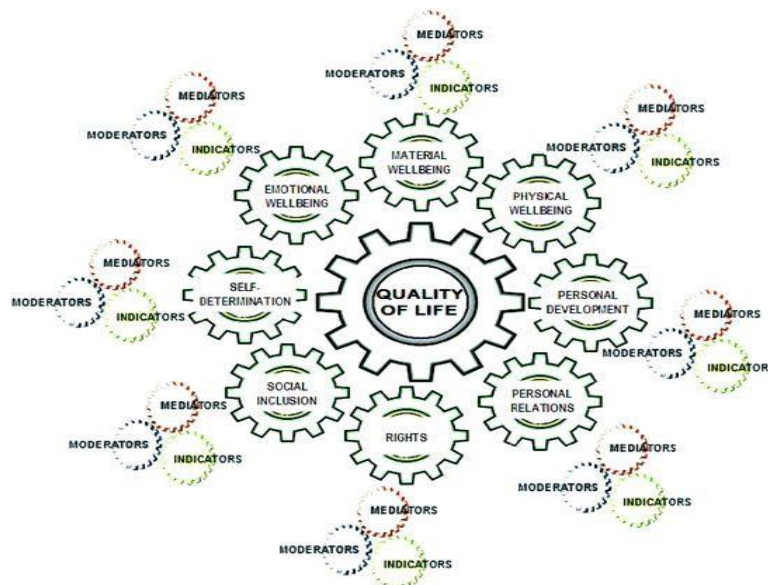 MEDIATORS
MODERATORS
INDICATORS
MEDIATORS
MODERATORS
INDICATORS
MEDIATORS
MODERATORS
INDICATORS
MATERIAL
WELLBEING
EMOTIONAL
WELLBEING
PHYSICAL
WELLBEING
MEDIATORS
MODERATORS
INDICATORS
SELF-
DETERMINATION
QUALITY
OF LIFE
PERSONAL
DEVELOPMENT
MEDIATORS
MODERATORS
INDICATORS
SOCIAL
INCLUSION
PERSONAL
RELATIONS
RIGHTS
MEDIATORS
MODERATORS
INDICATORS
MEDIATORS
MODERATORS
INDICATORS
MEDIATORS
MODERATORS
INDICATORS